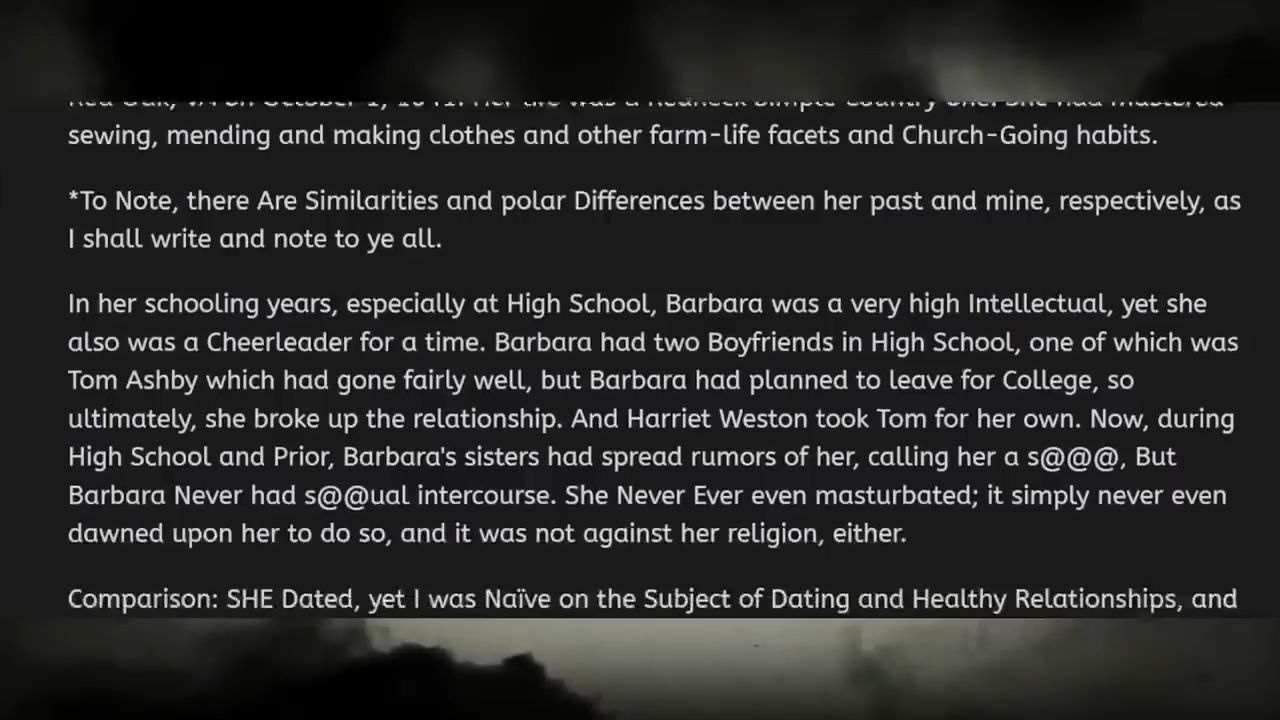 sewing, mending and making clothes and other farm-life facets and Church-Going habits.
*To Note, there Are Similarities and polar Differences between her past and mine, respectively, as
I shall write and note to ye all.
In her schooling years, especially at High School, Barbara was a very high Intellectual, yet she
also was a Cheerleader for a time. Barbara had two Boyfriends in High School, one of which was
Tom Ashby which had gone fairly well, but Barbara had planned to leave for College, so
ultimately, she broke up the relationship. And Harriet Weston took Tom for her own. Now, during
High School and Prior, Barbara's sisters had spread rumors of her, calling her a s@@@, But
Barbara Never had s@@ual intercourse. She Never Ever even masturbated; it simply never even
dawned upon her to do so, and it was not against her religion, either.
Comparison: SHE Dated, yet I was Naïve on the Subject of Dating and Healthy Relationships, and